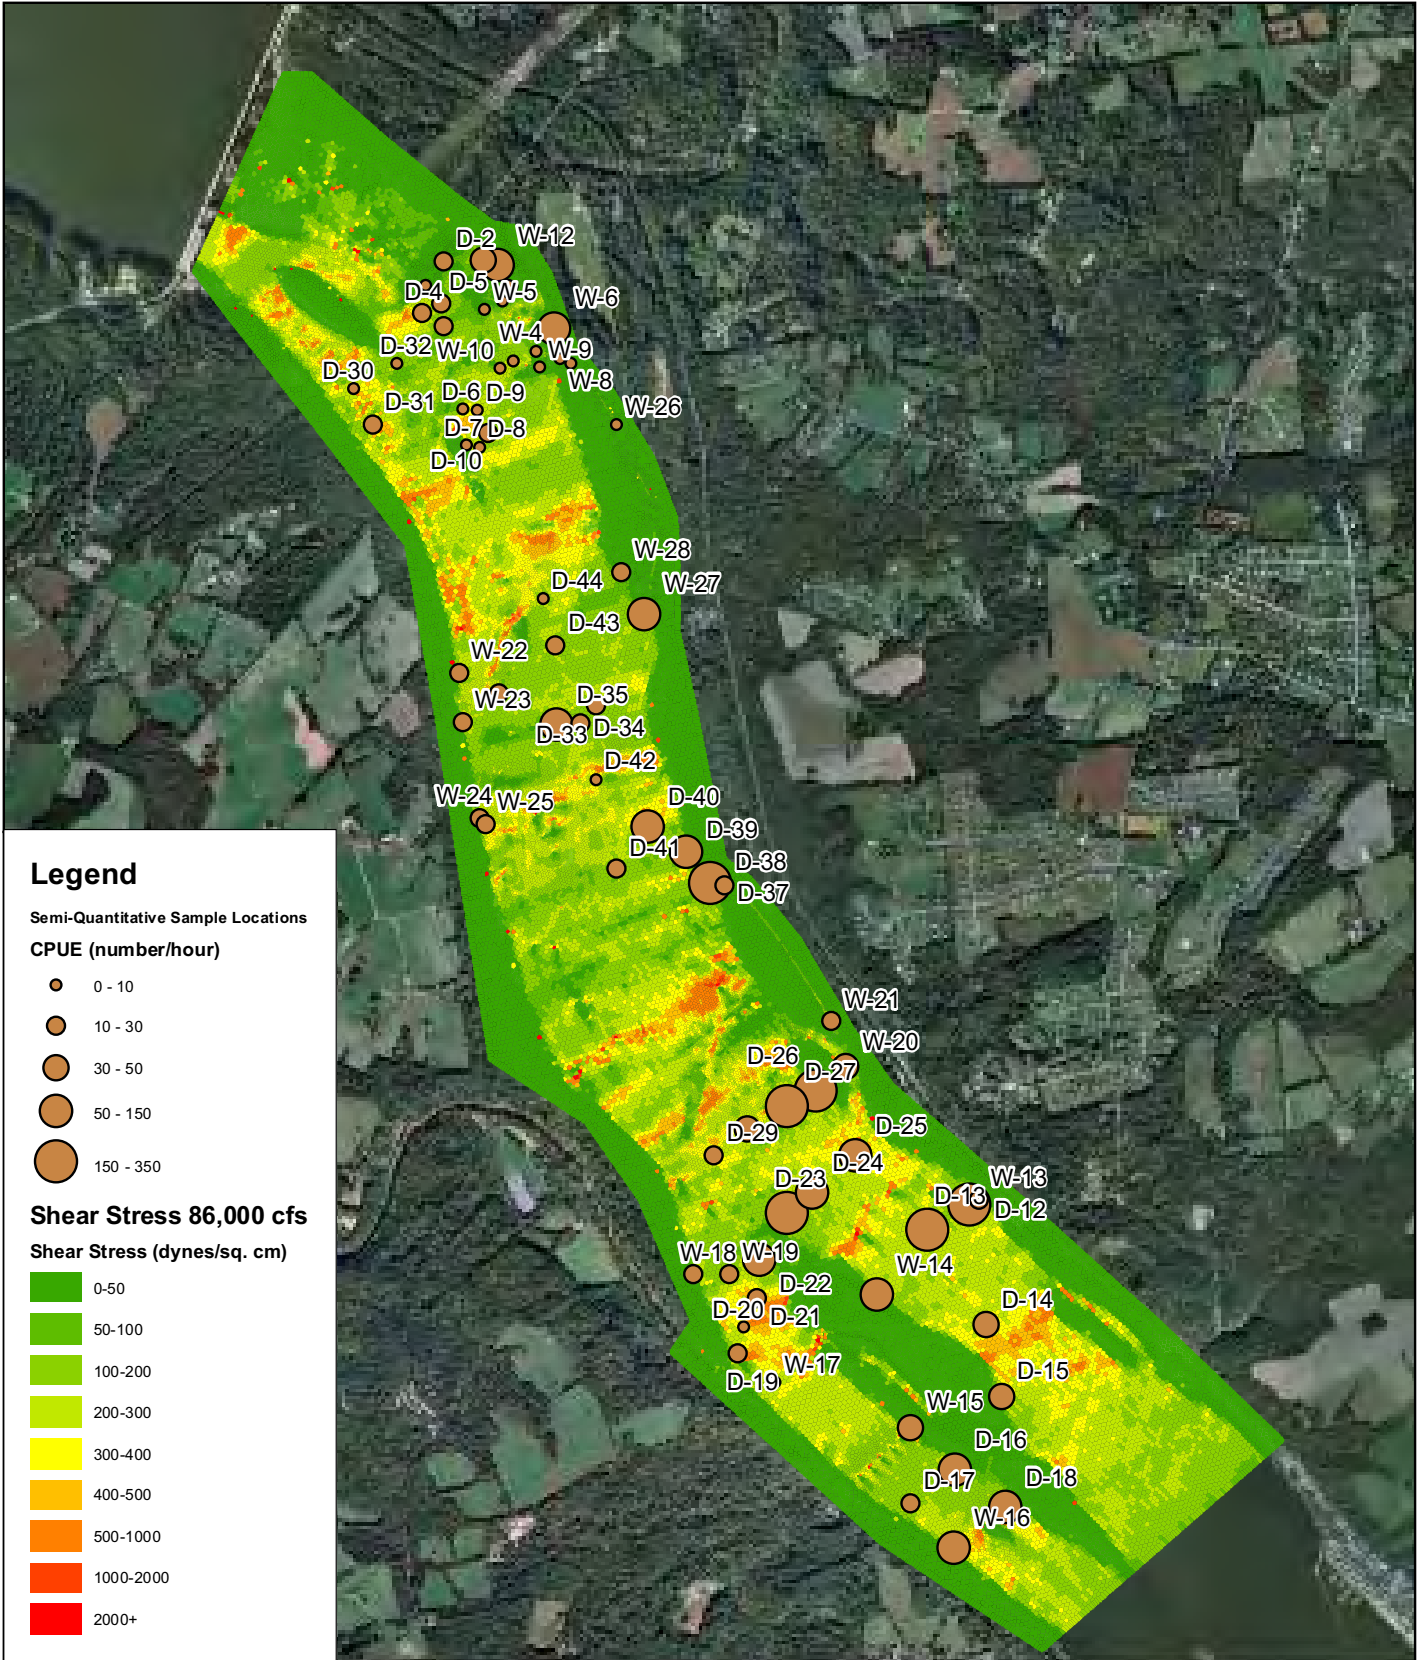 D-2
W-12
D-5
D-4
W-5
W-6
W-4
D-32
W-10
W-9
W-8
D-30
D-31
D-6
D-9
W-26
D-7
D-8
D-10
W-28
D-44
W-27
D-43
W-22
W-23
D-35
D-33
D-34
D-42
W-24
W-25
D-40
D-39
D-41
D-38
D-37
W-21
W-20
D-26
D-27
D-29
D-25
D-24
D-23
W-13
D-13
D-12
W-18
W-19
W-14
D-22
D-20
D-21
D-14
W-17
D-19
D-15
W-15
D-16
D-17
D-18
W-16
Legend
Semi-Quantitative Sample Locations
CPUE (number/hour)
0 - 10
10 - 30
30 - 50
50 - 150
150 - 350
Shear Stress 86,000 cfs
Shear Stress (dynes/sq. cm)
0-50
50-100
100-200
200-300
300-400
400-500
500-1000
1000-2000
2000+